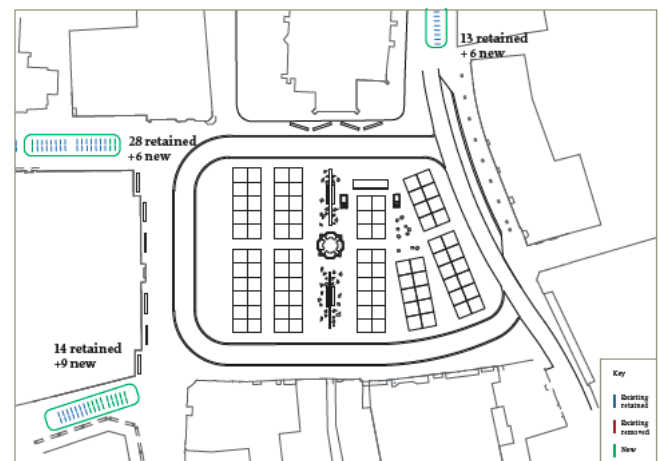 13 retained
+ 6 new
28 retained
+6 new
14 retained
+9 new
Key
Existing
retained
Existing
removed
New